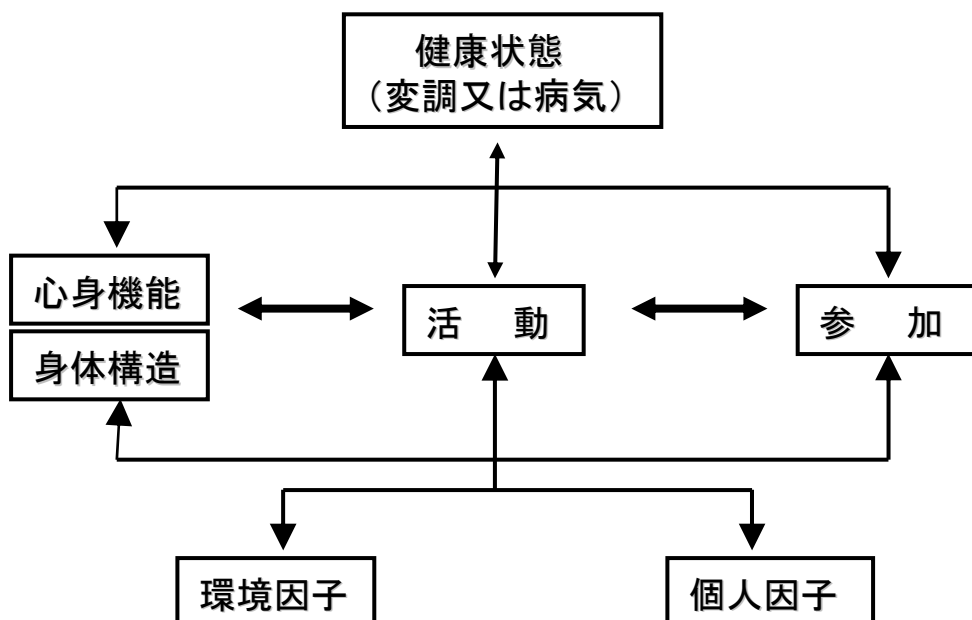 健康状態
（変調又は病気）
心身機能
身体構造
活　動
参　加
環境因子
個人因子